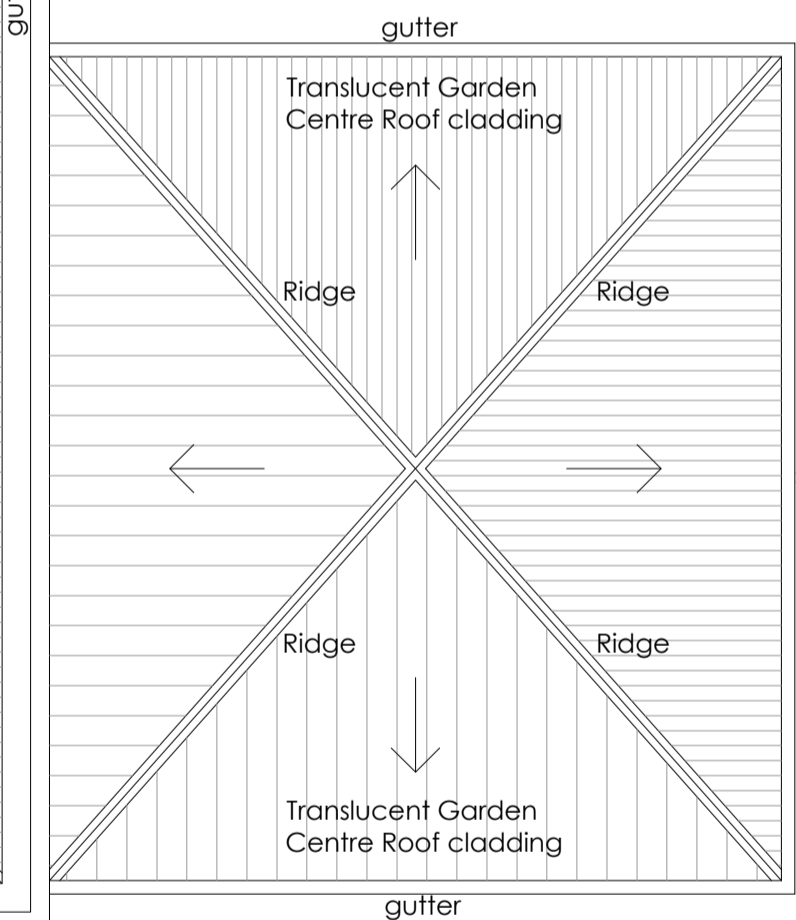 gutter
Translucent Garden
Centre Roof cladding
Ridge
Ridge
Ridge
Ridge
Translucent Garden
Centre Roof cladding
gutter